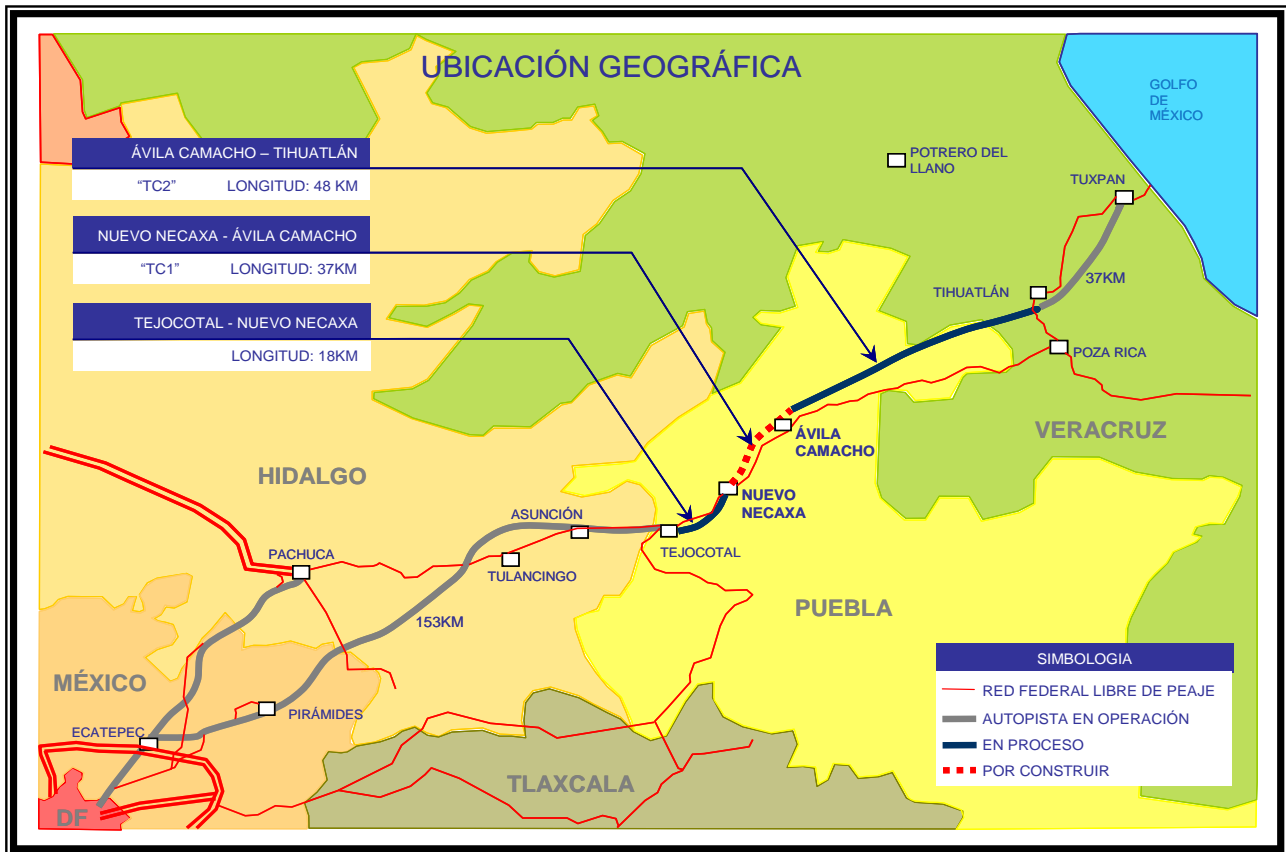 UBICACIÓN GEOGRÁFICA
GOLFO
DE
MÉXICO
ÁVILA CAMACHO – TIHUATLÁN
“TC2” LONGITUD: 48 KM
NUEVO NECAXA - ÁVILA CAMACHO
“TC1” LONGITUD: 37KM
TEJOCOTAL - NUEVO NECAXA
LONGITUD: 18KM
POTRERO DEL
LLANO
TUXPAN
37KM
TIHUATLÁN
POZA RICA
ÁVILA
CAMACHO
VERACRUZ
HIDALGO
NUEVO
NECAXA
ASUNCIÓN
TEJOCOTAL
PACHUCA
TULANCINGO
153KM
PUEBLA
MÉXICO
PIRÁMIDES
ECATEPEC
TLAXCALA
DF
SIMBOLOGIA
RED FEDERAL LIBRE DE PEAJE
AUTOPISTA EN OPERACIÓN
EN PROCESO
POR CONSTRUIR